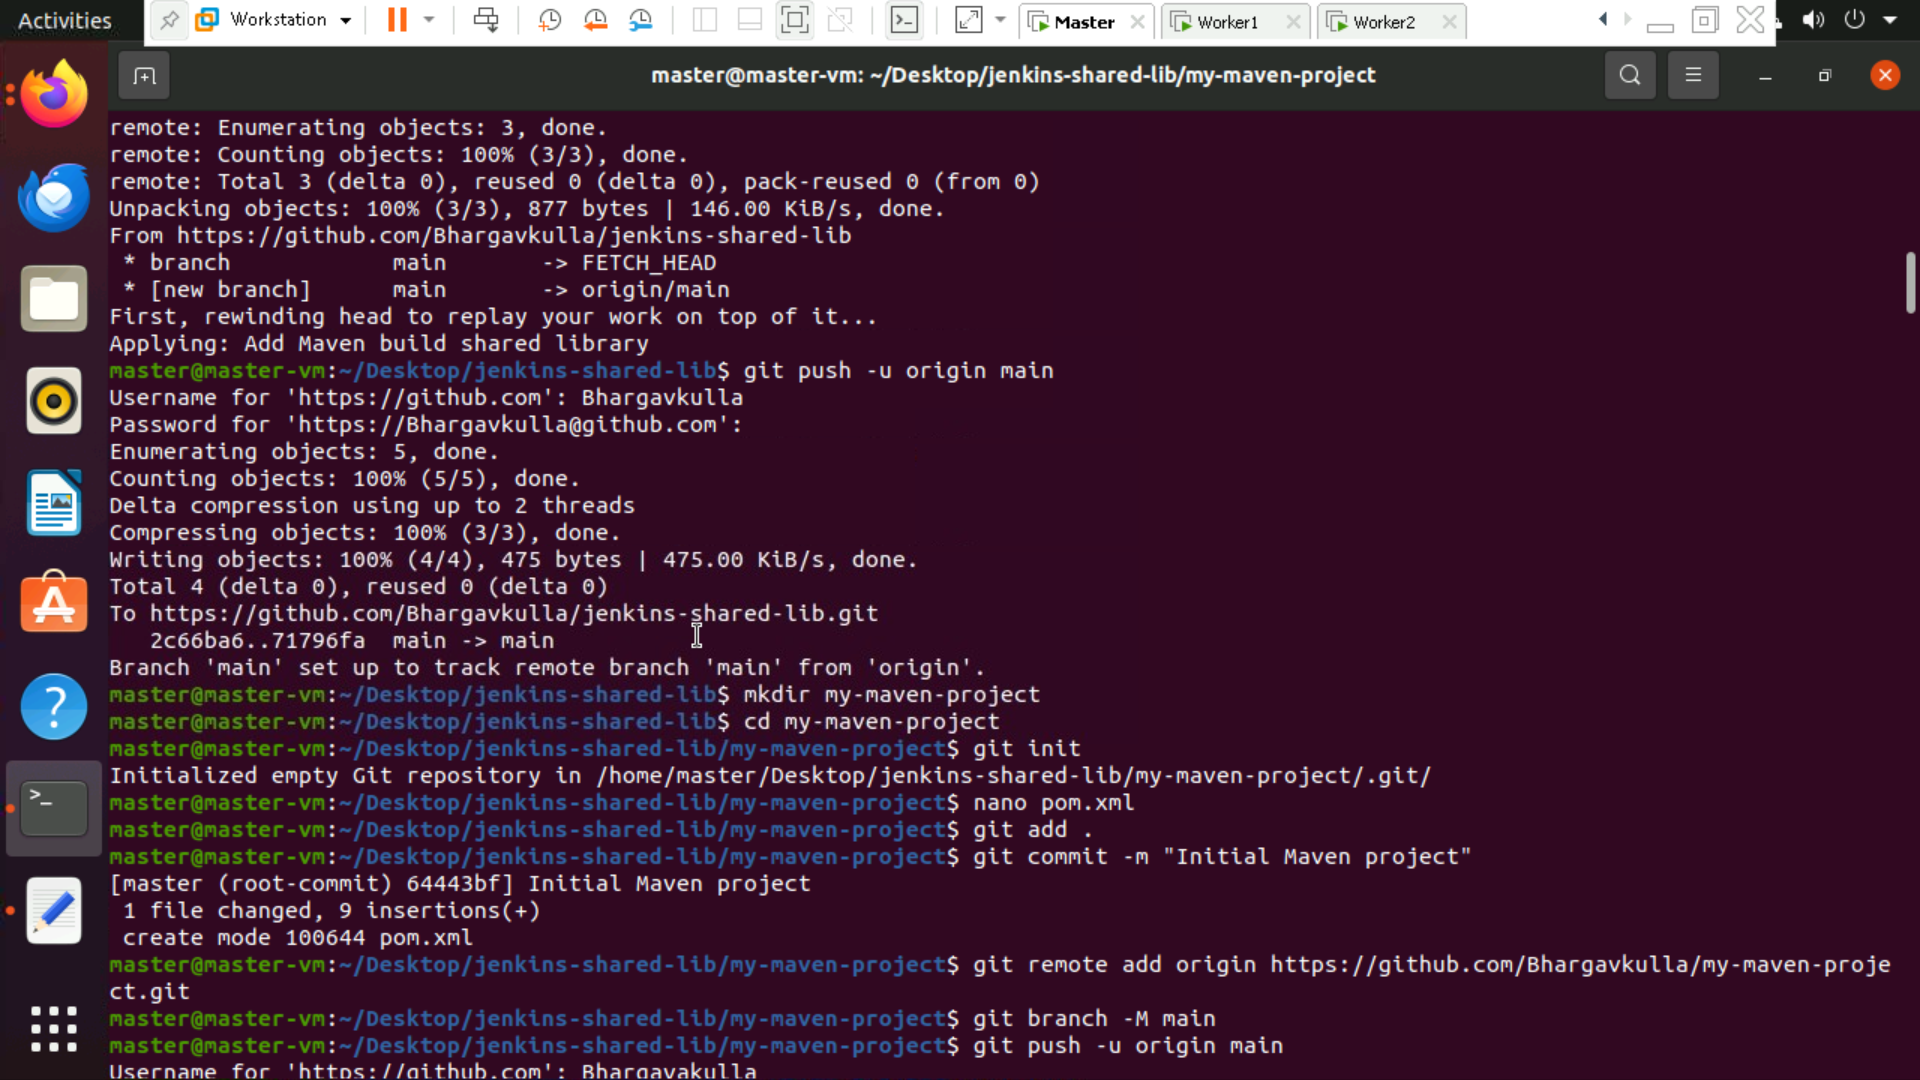 Activities
Workstation
Master
Worker1
Worker2
master@master-vm: ~/Desktop/jenkins-shared-lib/my-maven-project
remote: Enumerating objects: 3, done.
remote: Counting objects: 100% (3/3), done.
remote: Total 3 (delta 0), reused 0 (delta 0), pack-reused 0 (from 0)
Unpacking objects: 100% (3/3), 877 bytes | 146.00 KiB/s, done.
From https://github.com/Bhargavkulla/jenkins-shared-lib
 * branch            main       -> FETCH_HEAD
 * [new branch]      main       -> origin/main
First, rewinding head to replay your work on top of it...
Applying: Add Maven build shared library
master@master-vm:~/Desktop/jenkins-shared-lib$ git push -u origin main
Username for 'https://github.com': Bhargavkulla
Password for 'https://Bhargavkulla@github.com':
Enumerating objects: 5, done.
Counting objects: 100% (5/5), done.
Delta compression using up to 2 threads
Compressing objects: 100% (3/3), done.
Writing objects: 100% (4/4), 475 bytes | 475.00 KiB/s, done.
Total 4 (delta 0), reused 0 (delta 0)
To https://github.com/Bhargavkulla/jenkins-shared-lib.git
   2c66ba6..71796fa  main -> main
Branch 'main' set up to track remote branch 'main' from 'origin'.
master@master-vm:~/Desktop/jenkins-shared-lib$ mkdir my-maven-project
master@master-vm:~/Desktop/jenkins-shared-lib$ cd my-maven-project
master@master-vm:~/Desktop/jenkins-shared-lib/my-maven-project$ git init
Initialized empty Git repository in /home/master/Desktop/jenkins-shared-lib/my-maven-project/.git/
master@master-vm:~/Desktop/jenkins-shared-lib/my-maven-project$ nano pom.xml
master@master-vm:~/Desktop/jenkins-shared-lib/my-maven-project$ git add .
master@master-vm:~/Desktop/jenkins-shared-lib/my-maven-project$ git commit -m "Initial Maven project"
[master (root-commit) 64443bf] Initial Maven project
 1 file changed, 9 insertions(+)
 create mode 100644 pom.xml
master@master-vm:~/Desktop/jenkins-shared-lib/my-maven-project$ git remote add origin https://github.com/Bhargavkulla/my-maven-proje
ct.git
master@master-vm:~/Desktop/jenkins-shared-lib/my-maven-project$ git branch -M main
master@master-vm:~/Desktop/jenkins-shared-lib/my-maven-project$ git push -u origin main
Username for 'https://github.com': Bhargavakulla